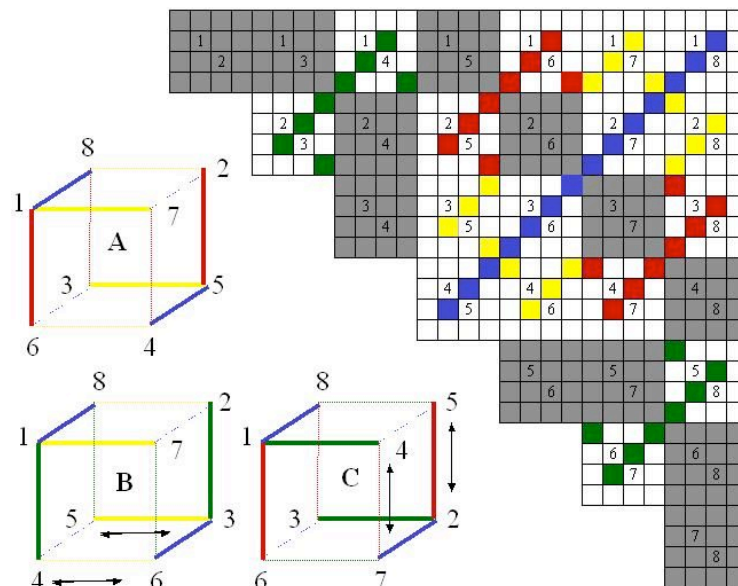 1 1 1 1 1 1 1
2 3 4 5 6 7 8
2 2 2 2 2 2
3 4 5 6 7 8
3 3 3 3 3
4 5 6 7 8
4 4 4 4
5 6 7 8
5 5 5
6 7 8
6 6
7 8
7
8
8 2
1 7
A
3 5
6 4
8 2
1 7
B
5 3
4 6
8 5
1 4
C
3 2
6 7